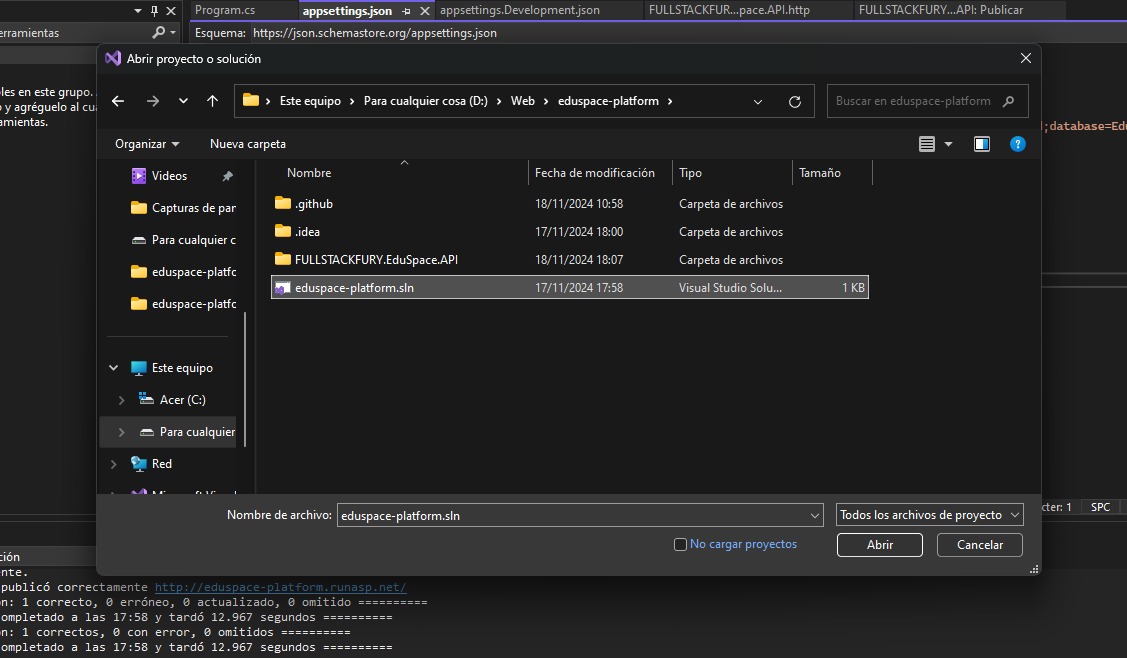 Program.cs appsettings.json appsettings.Development.json FULLSTACKFUR...pace.API.http FULLSTACKFURY...API: Publicar
erramientas Esquema: https://json.schemastore.org/appsettings.json
Abrir proyecto o solución
les en este grupo.
o y agréguelo al cu
amientas.
Este equipo > Para cualquier cosa (D:) > Web > eduspace-platform >
Buscar en eduspace-platform
;database=Edu
Organizar Nueva carpeta
Nombre Fecha de modificación Tipo Tamaño
Videos
Capturas de par
Para cualquier c
eduspace-platfo
eduspace-platfo
Este equipo
Acer (C:)
Para cualquier
Red
.github 18/11/2024 10:58 Carpeta de archivos
.idea 17/11/2024 18:00 Carpeta de archivos
FULLSTACKFURY.EduSpace.API 18/11/2024 18:07 Carpeta de archivos
eduspace-platform.sln 17/11/2024 17:58 Visual Studio Solu... 1 KB
Nombre de archivo: eduspace-platform.sln Todos los archivos de proyecto
cter: 1 SPC
No cargar proyectos Abrir Cancelar
ción
nte.
publicó correctamente http://eduspace-platform.runasp.net/
n: 1 correcto, 0 erróneo, 0 actualizado, 0 omitido ==========
ompletado a las 17:58 y tardó 12.967 segundos ==========
n: 1 correctos, 0 con error, 0 omitidos ==========
ompletado a las 17:58 y tardó 12.967 segundos ==========